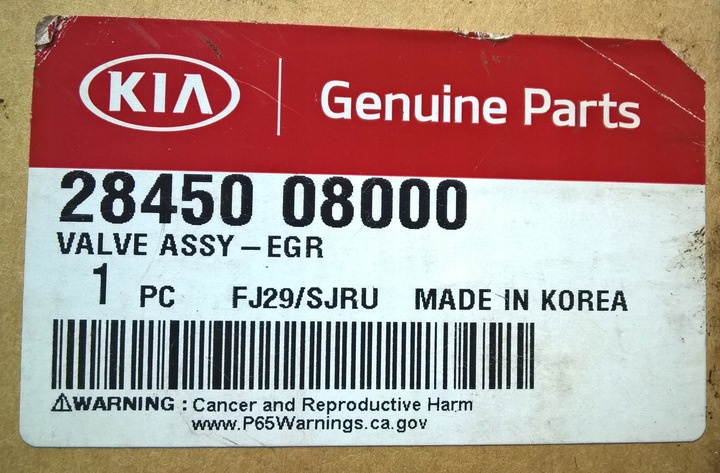 KIA Genuine Parts
28450 08000
VALVE ASSY-EGR
1 PC FJ29/SJRU MADE IN KOREA
⚠WARNING : Cancer and Reproductive Harm
www.P65Warnings.ca.gov